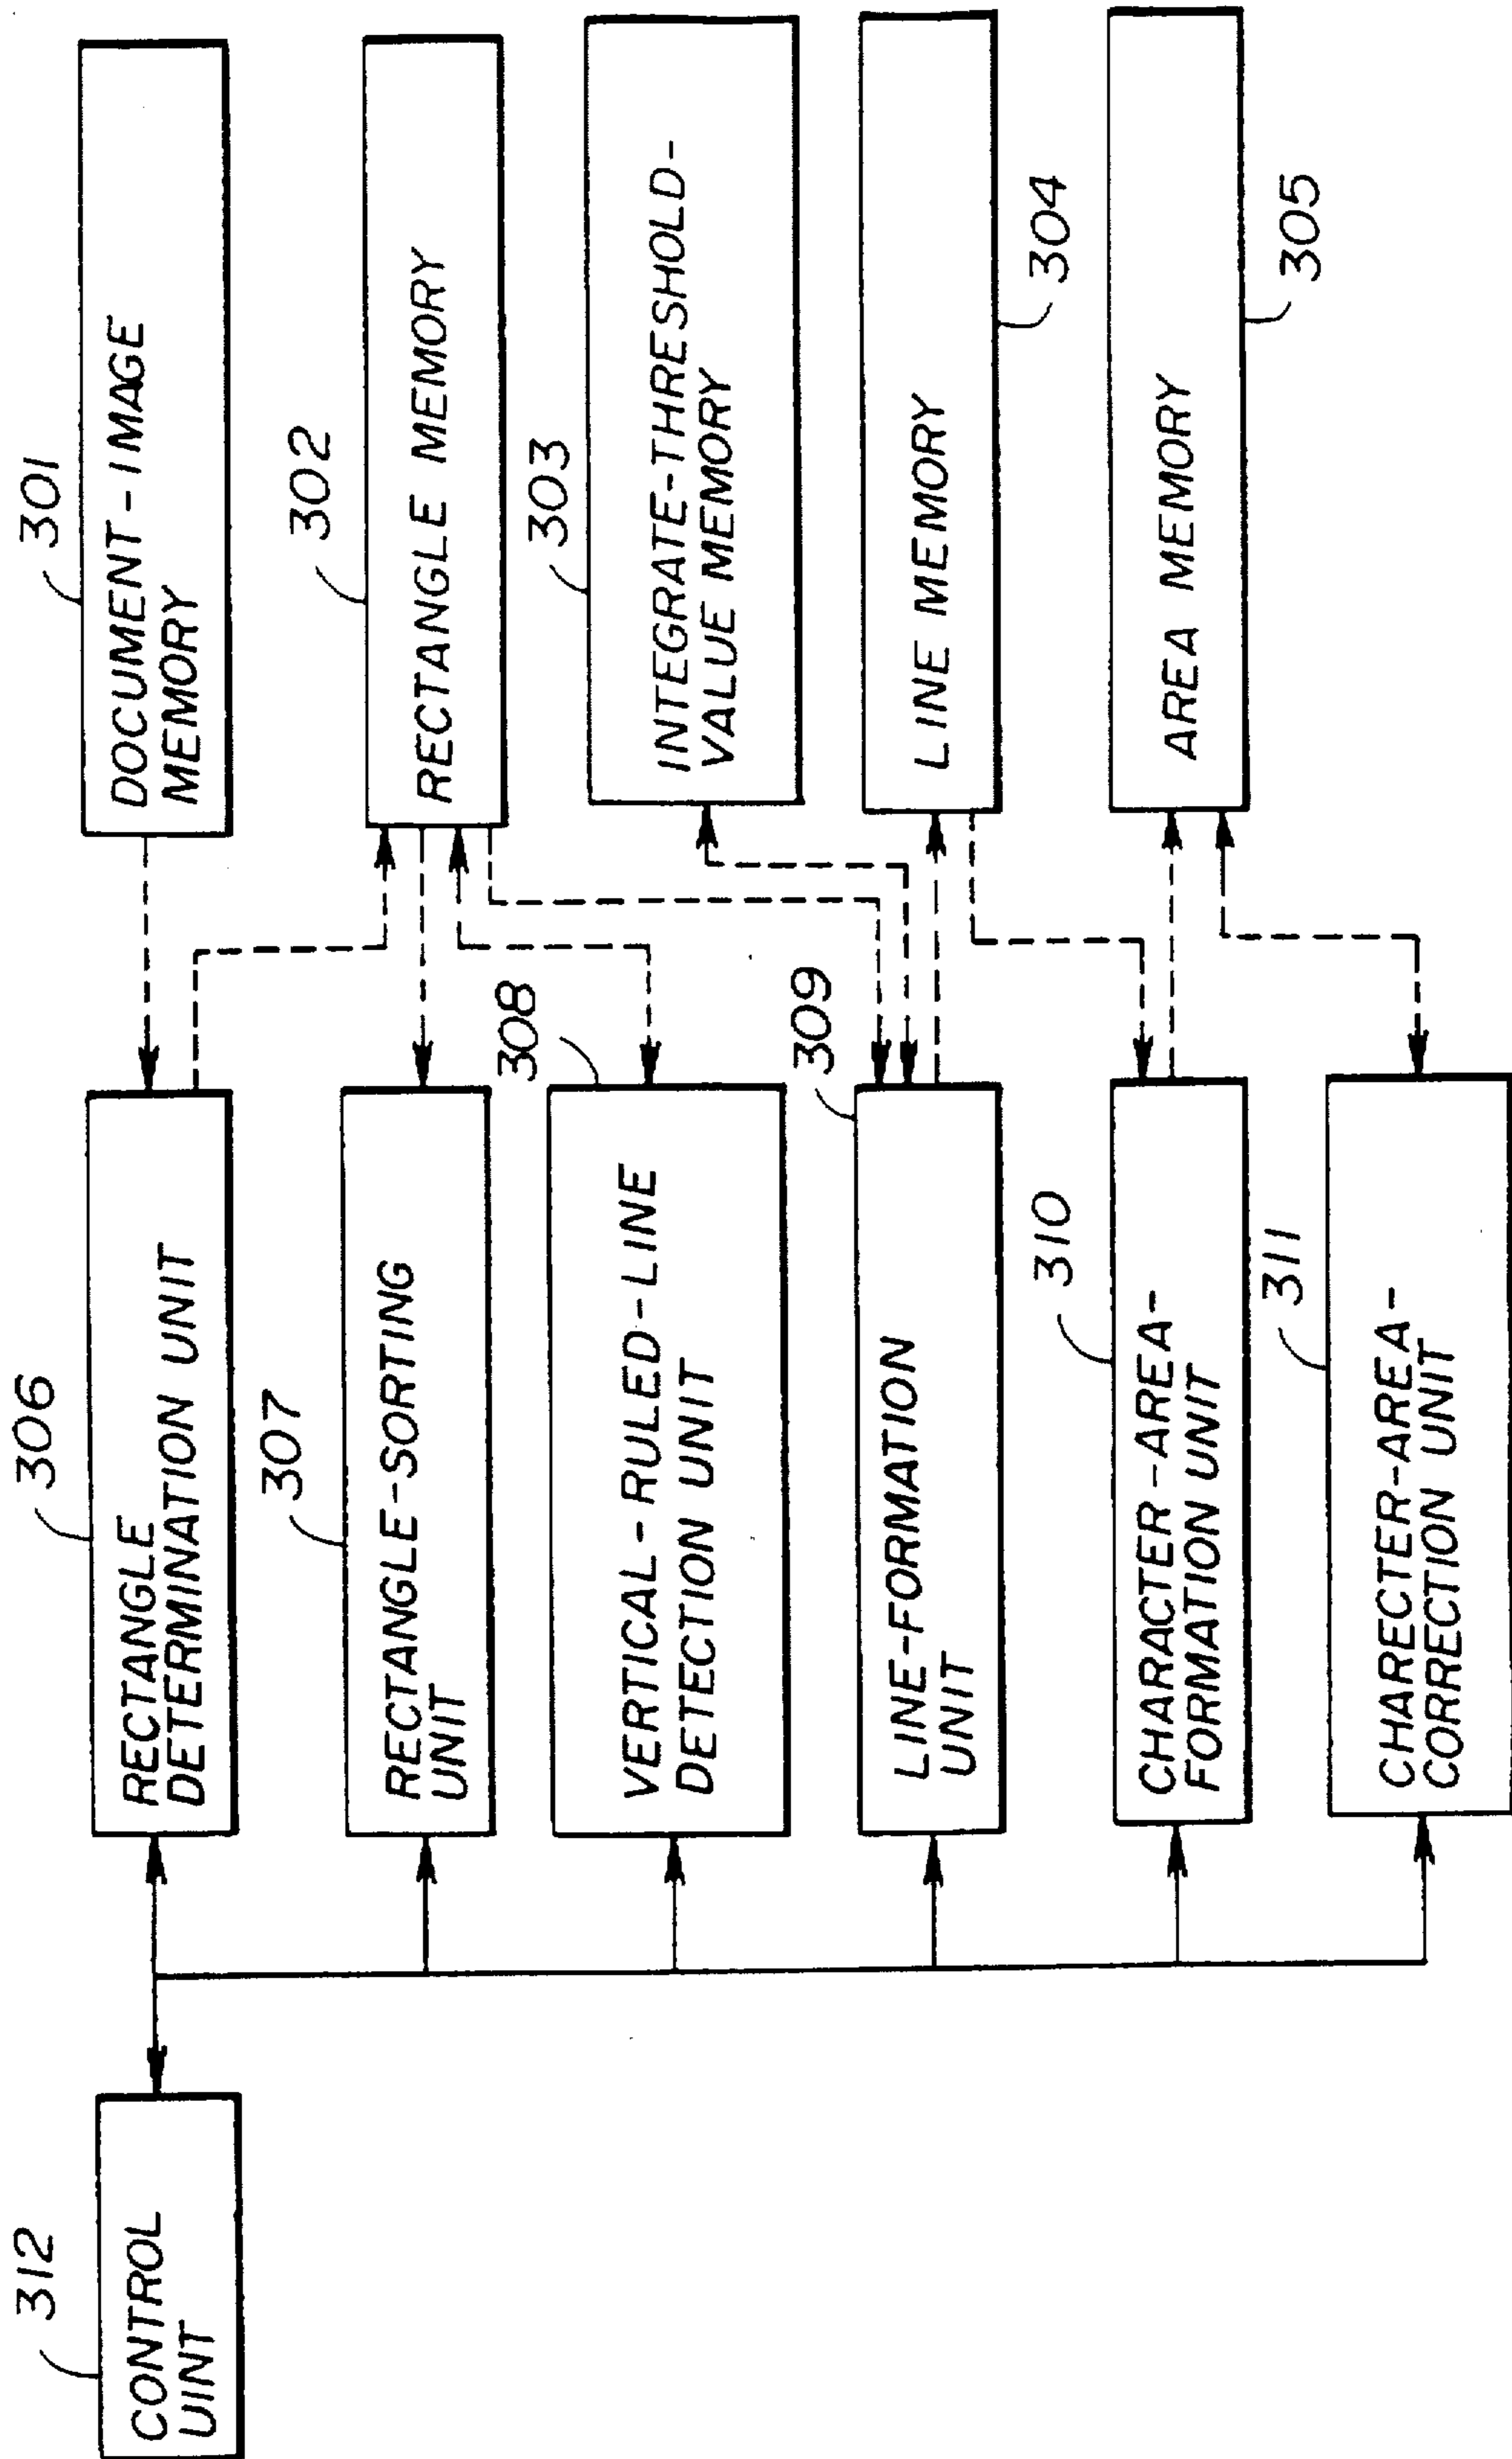 312
CONTROL
UINT
306
RECTANGLE
DETERMINATION UNIT
307
RECTANGLE-SORTING
UNIT
308
VERTICAL-RULED-LINE
DETECTION UNIT
309
LINE-FORMATION
UNIT
310
CHARACTER-AREA-
FORMATION UNIT
311
CHARECTER-AREA-
CORRECTION UNIT
301
DOCUMENT-IMAGE
MEMORY
302
RECTANGLE MEMORY
303
INTEGRATE-THRESHOLD-
VALUE MEMORY
LINE MEMORY
304
AREA MEMORY
305